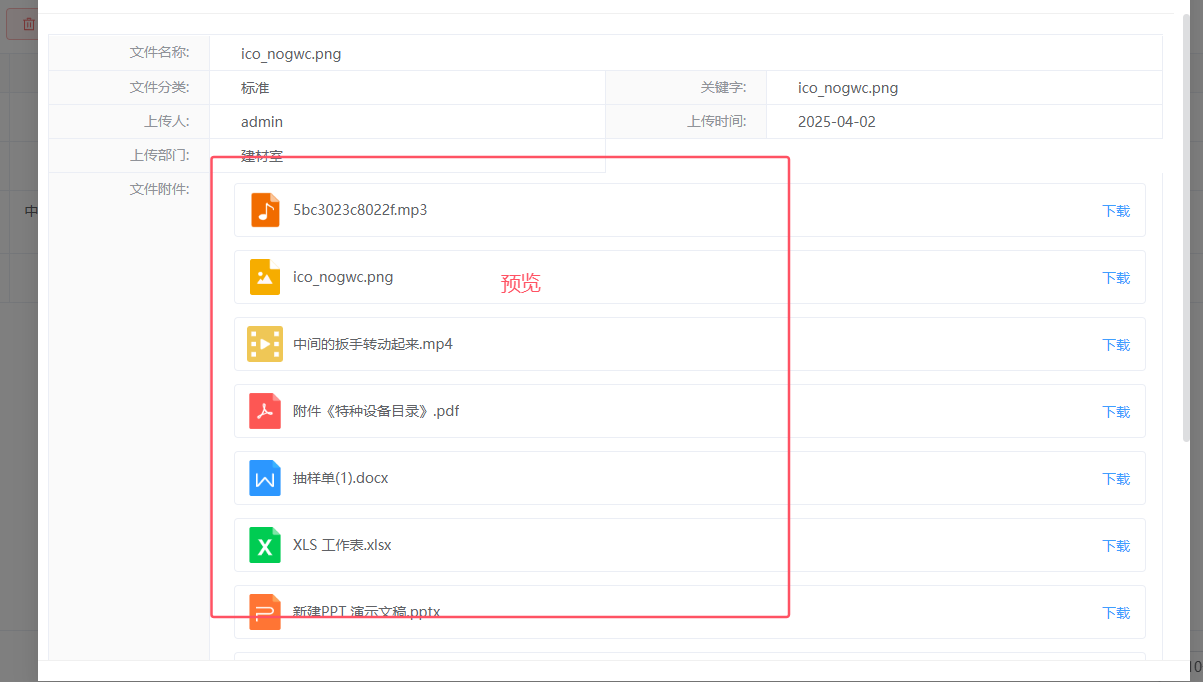 文件名称: ico_nogwc.png
文件分类: 标准 关键字: ico_nogwc.png
上传人: admin 上传时间: 2025-04-02
上传部门: 建材室
文件附件:
中
5bc3023c8022f.mp3 下载
ico_nogwc.png 预览 下载
中间的扳手转动起来.mp4 下载
附件《特种设备目录》.pdf 下载
抽样单(1).docx 下载
XLS 工作表.xlsx 下载
新建PPT 演示文稿.pptx 下载